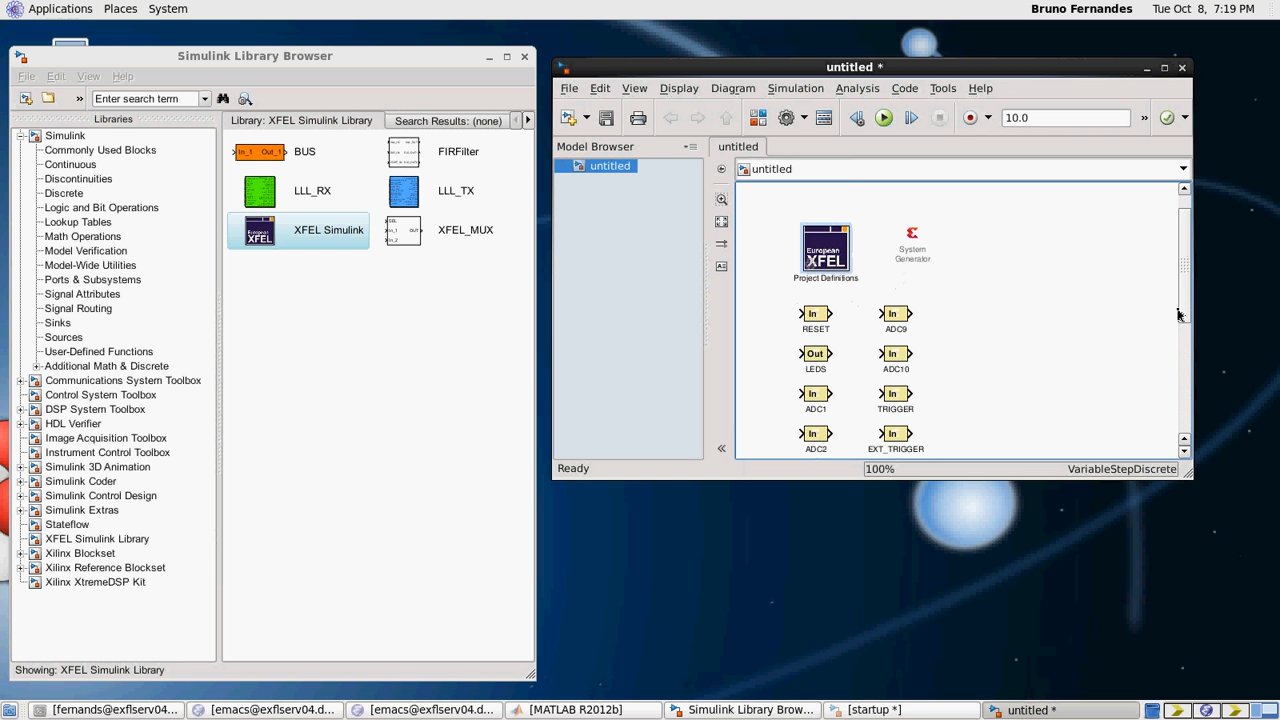 Applications Places System Bruno Fernandes Tue Oct 8, 7:19 PM
Simulink Library Browser
File Edit View Help
» Enter search term
Libraries
Simulink
Commonly Used Blocks
Continuous
Discontinuities
Discrete
Logic and Bit Operations
Lookup Tables
Math Operations
Model Verification
Model-Wide Utilities
Ports & Subsystems
Signal Attributes
Signal Routing
Sinks
Sources
User-Defined Functions
Additional Math & Discrete
Communications System Toolbox
Control System Toolbox
DSP System Toolbox
HDL Verifier
Image Acquisition Toolbox
Instrument Control Toolbox
Simulink 3D Animation
Simulink Coder
Simulink Control Design
Simulink Extras
Stateflow
XFEL Simulink Library
Xilinx Blockset
Xilinx Reference Blockset
Xilinx XtremeDSP Kit
Library: XFEL Simulink Library Search Results: (none)
In_1 Out_1 BUS FIRFilter
LLL_RX LLL_TX
European XFEL XFEL Simulink SEL In_1 OUT In_2 XFEL_MUX
Showing: XFEL Simulink Library
untitled *
File Edit View Display Diagram Simulation Analysis Code Tools Help
10.0 »
Model Browser untitled
untitled untitled
European
XFEL
Project Definitions
System
Generator
In In
RESET ADC9
Out In
LEDS ADC10
In In
ADC1 TRIGGER
In In
ADC2 EXT_TRIGGER
Ready 100% VariableStepDiscrete
[fernands@exflserv04... [emacs@exflserv04.d... [emacs@exflserv04.d... [MATLAB R2012b] Simulink Library Brow... [startup *] untitled *